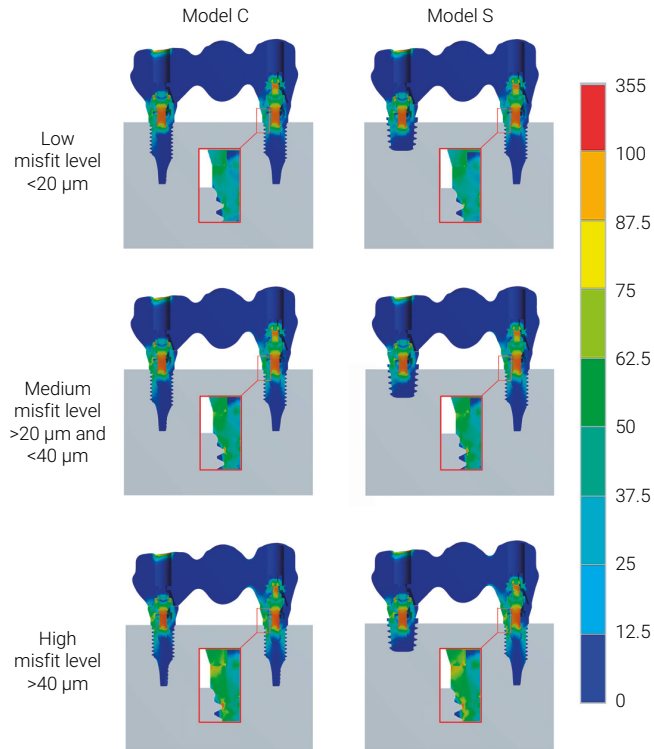 Model C
Model S
Low
misfit level
<20 µm
Medium
misfit level
>20 µm and
<40 µm
High
misfit level
>40 µm
355
100
87.5
75
62.5
50
37.5
25
12.5
0